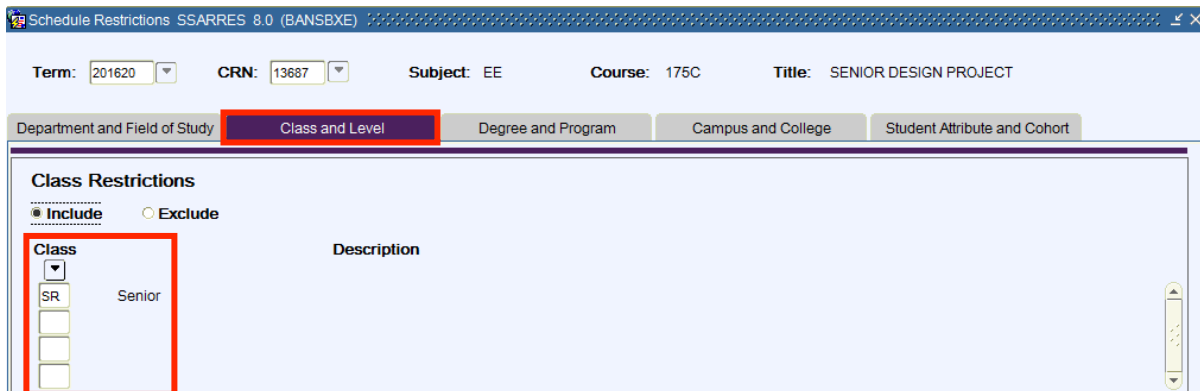 Schedule Restrictions SSARRES 8.0 (BANSBXE)
Term: 201620 CRN: 13687 Subject: EE Course: 175C Title: SENIOR DESIGN PROJECT
Department and Field of Study Class and Level Degree and Program Campus and College Student Attribute and Cohort
Class Restrictions
Include Exclude
Class Description
SR Senior